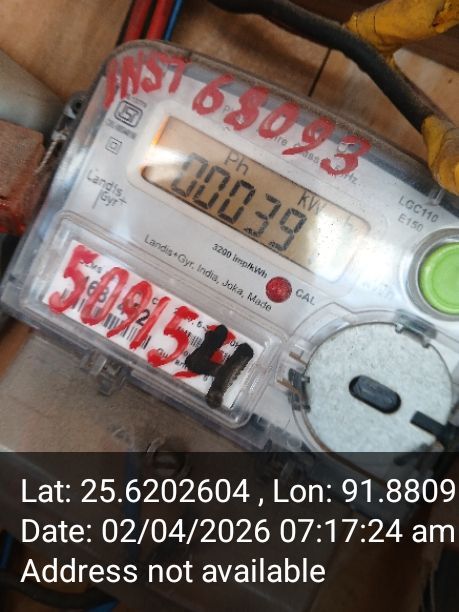 INST 68093
Ph
kW
00039
LGC110
E150
Landis
Gyr+
3200 imp/kWh
Landis+Gyr, India, Joka, Made
CAL
509154
Lat: 25.6202604 , Lon: 91.8809
Date: 02/04/2026 07:17:24 am
Address not available